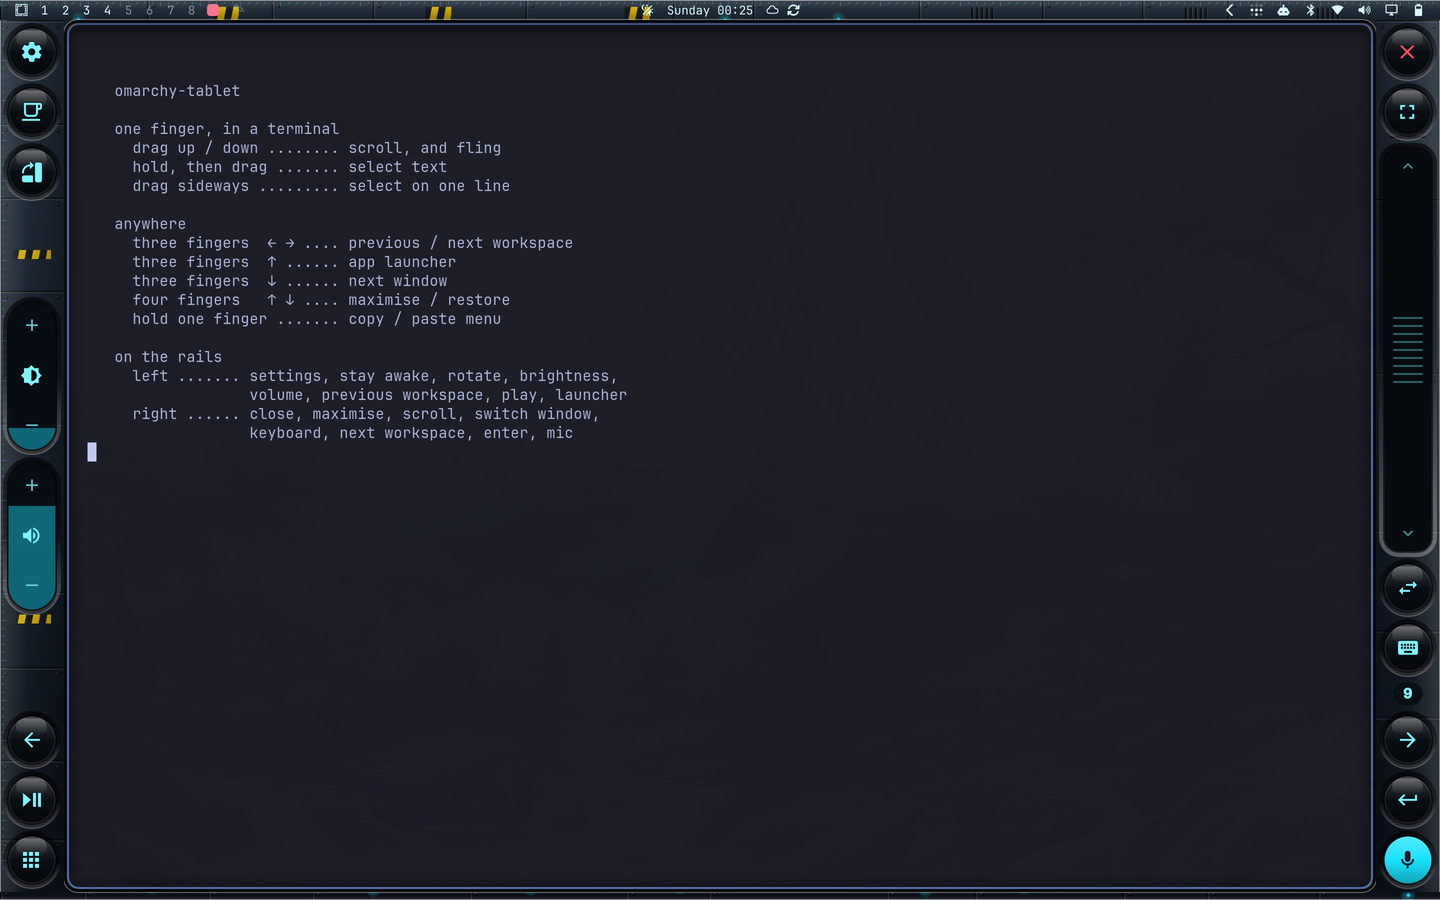 1 2 3 4 5 6 7 8 Sunday 00:25
omarchy-tablet
one finger, in a terminal
drag up / down ........ scroll, and fling
hold, then drag ....... select text
drag sideways ......... select on one line
anywhere
three fingers ← → .... previous / next workspace
three fingers ↑ ...... app launcher
three fingers ↓ ...... next window
four fingers ↑ ↓ .... maximise / restore
hold one finger ....... copy / paste menu
on the rails
left ....... settings, stay awake, rotate, brightness,
volume, previous workspace, play, launcher
right ...... close, maximise, scroll, switch window,
keyboard, next workspace, enter, mic
9